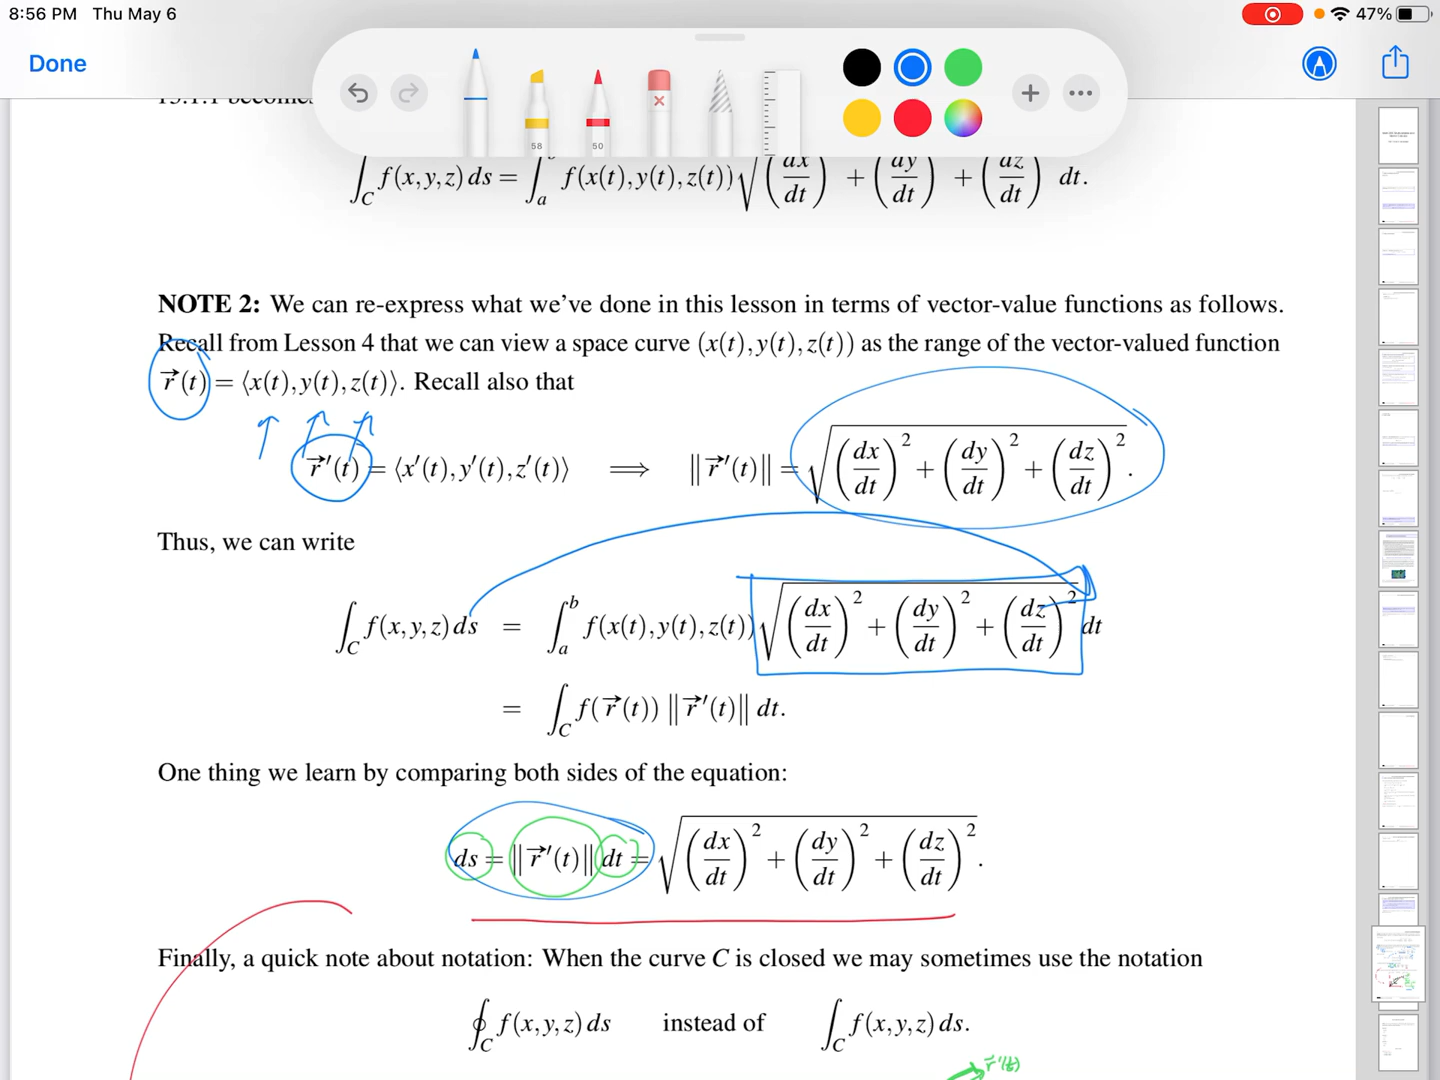 8:56 PM Thu May 6
47%
Done
58
50
∫_C f(x,y,z) ds = ∫_a f(x(t),y(t),z(t)) √((dx/dt) + (dy/dt) + (dz/dt)) dt.
NOTE 2: We can re-express what we've done in this lesson in terms of vector-value functions as follows.
Recall from Lesson 4 that we can view a space curve (x(t),y(t),z(t)) as the range of the vector-valued function
r⃗(t) = ⟨x(t),y(t),z(t)⟩. Recall also that
r⃗′(t) = ⟨x′(t),y′(t),z′(t)⟩ ⟹ ||r⃗′(t)|| = √((dx/dt)² + (dy/dt)² + (dz/dt)²).
Thus, we can write
∫_C f(x,y,z) ds = ∫_a^b f(x(t),y(t),z(t)) √((dx/dt)² + (dy/dt)² + (dz/dt)²) dt
= ∫_C f(r⃗(t)) ||r⃗′(t)|| dt.
One thing we learn by comparing both sides of the equation:
ds = ||r⃗′(t)|| dt = √((dx/dt)² + (dy/dt)² + (dz/dt)²).
Finally, a quick note about notation: When the curve C is closed we may sometimes use the notation
∮_C f(x,y,z) ds instead of ∫_C f(x,y,z) ds.
r⃗′(t)